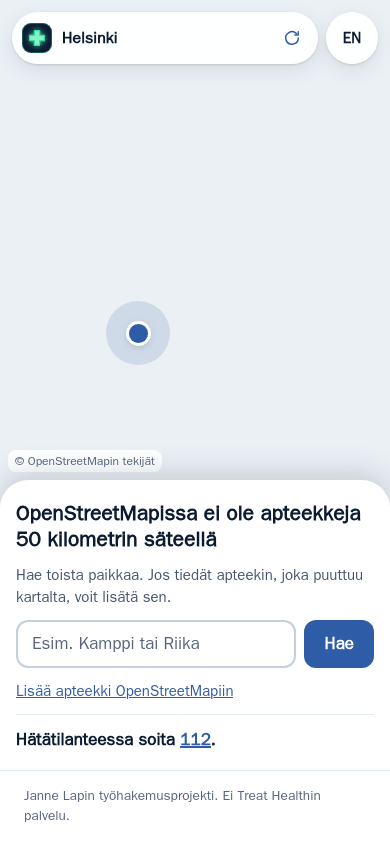 Helsinki
EN
© OpenStreetMapin tekijät
OpenStreetMapissa ei ole apteekkeja
50 kilometrin säteellä
Hae toista paikkaa. Jos tiedät apteekin, joka puuttuu
kartalta, voit lisätä sen.
Esim. Kamppi tai Riika
Hae
Lisää apteekki OpenStreetMapiin
Hätätilanteessa soita 112.
Janne Lapin työhakemusprojekti. Ei Treat Healthin
palvelu.